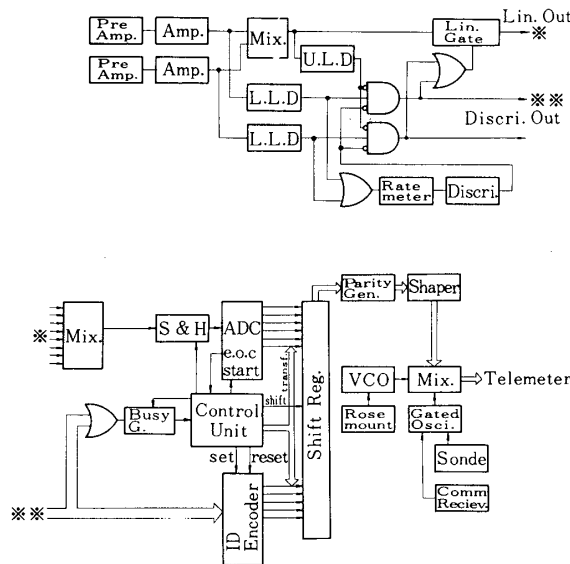 Pre Amp.
Amp.
Mix.
Lin. Gate
Lin. Out
※
Pre Amp.
Amp.
U.L.D
L.L.D
※※
Discri. Out
L.L.D
Rate meter
Discri.
Parity Gen.
Shaper
※
Mix.
S & H
ADC
e.o.c
start
transf.
shift
Shift Reg.
VCO
Mix.
Telemeter
Busy G.
Control Unit
Rose mount
Gated Osci.
set
reset
Sonde
※※
ID Encoder
Comm Reciev.